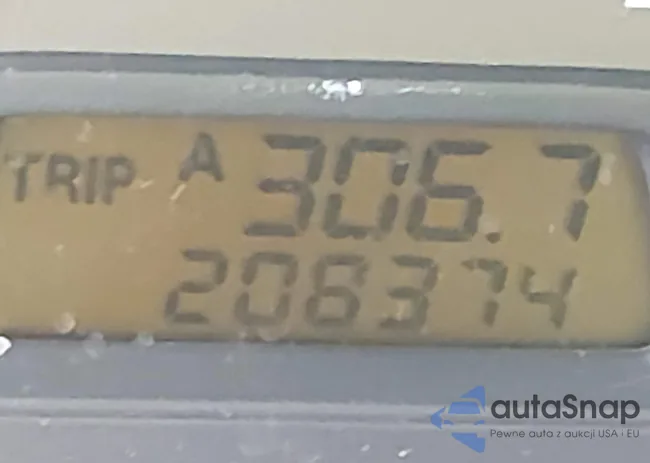 TRIP A 306.7
208374
autaSnap
Pewne auta z aukcji USA i EU